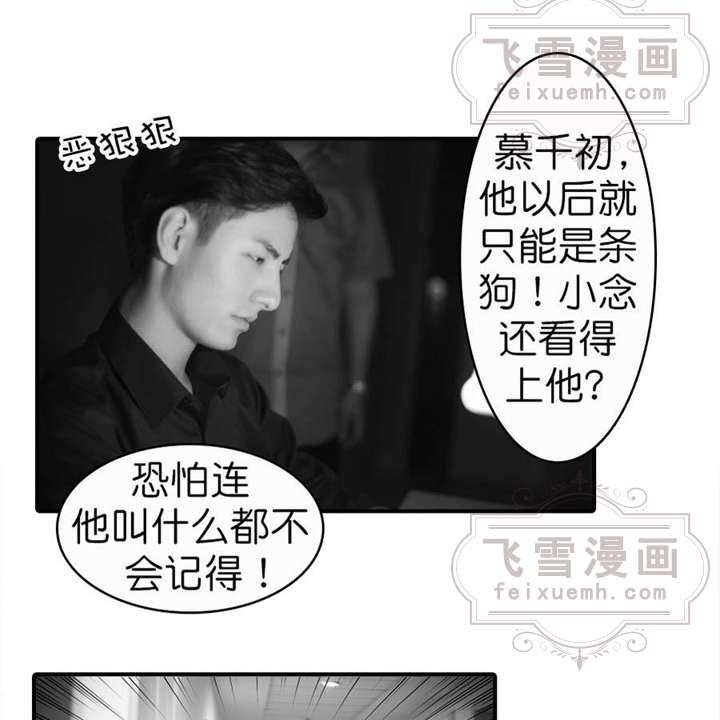 飞雪漫画
feixuemh.com
恶狠狠
慕千初,
他以后就
只能是条
狗！小念
还看得
上他?
恐怕连
他叫什么都不
会记得！
飞雪漫画
feixuemh.com